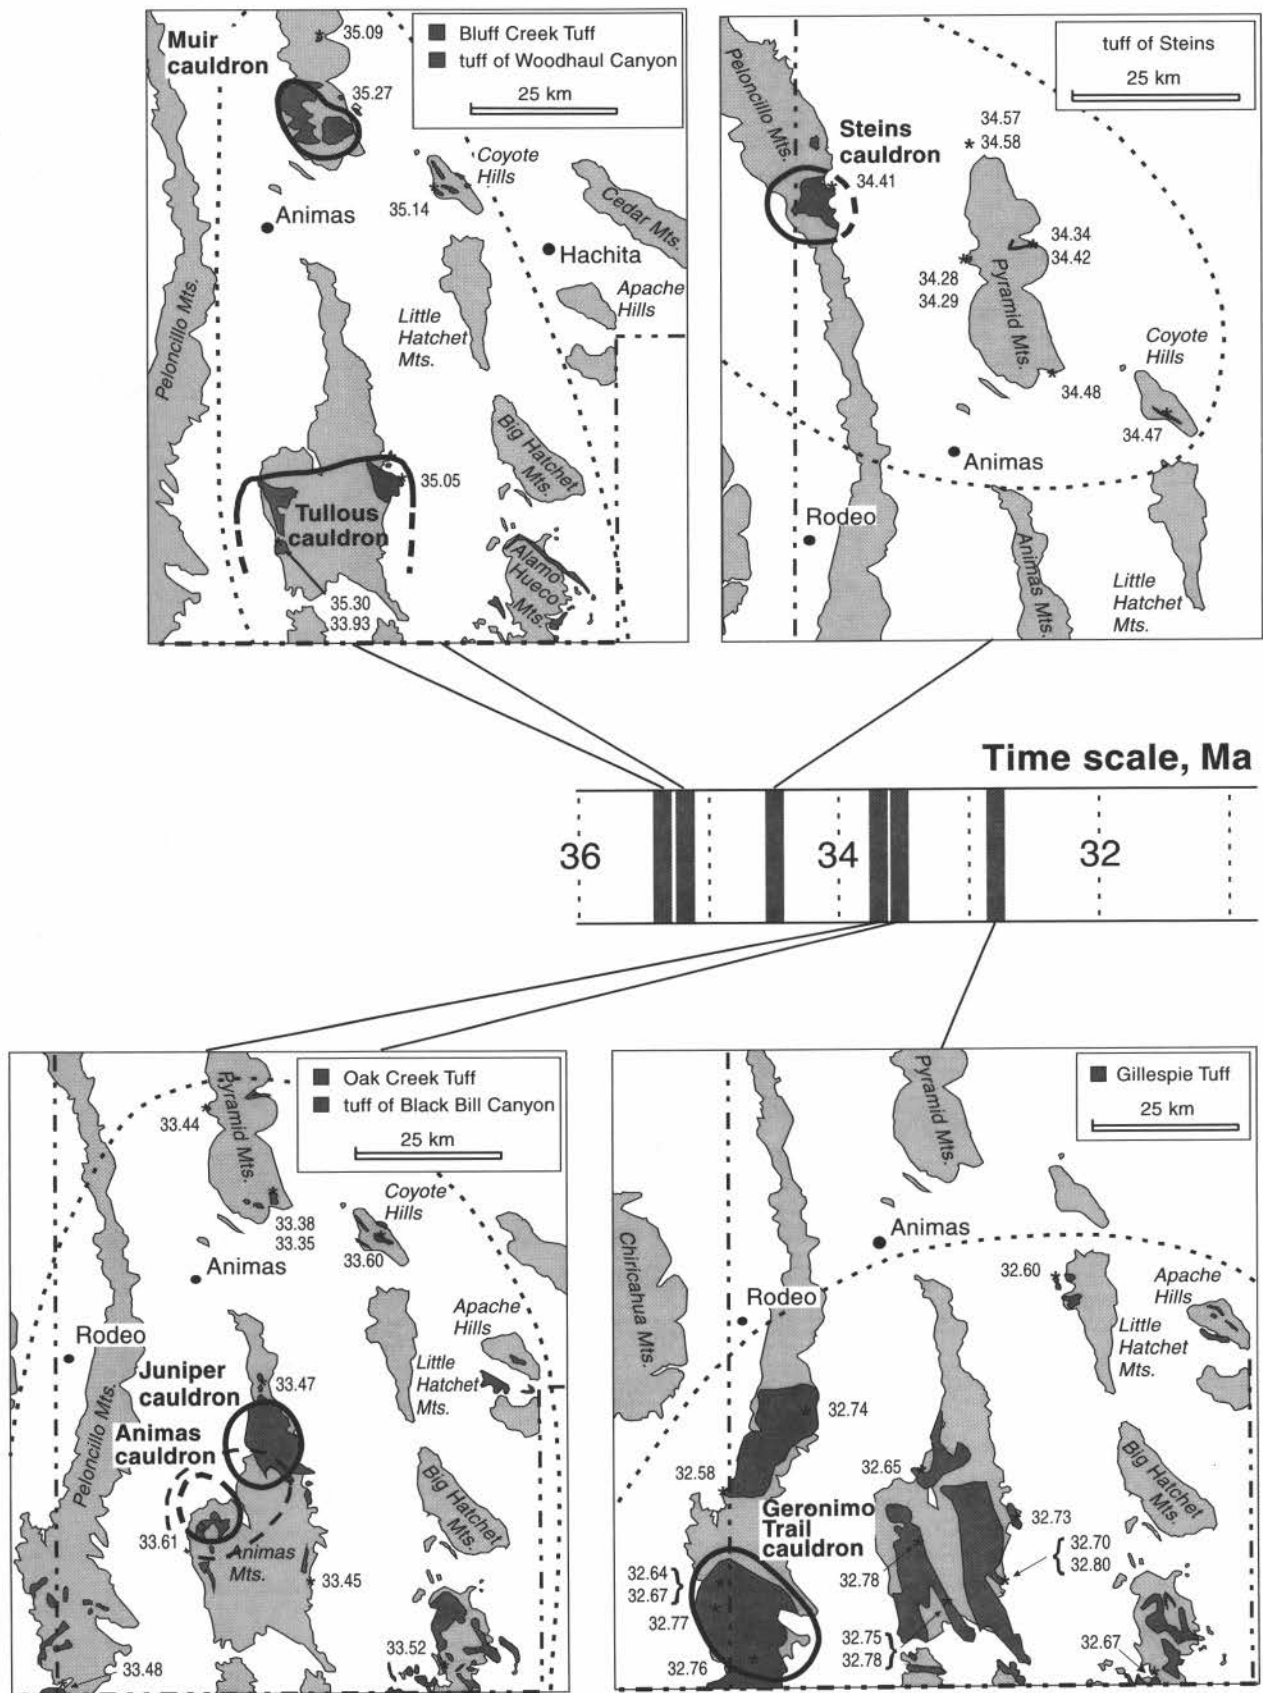 Muir
cauldron
35.09
Bluff Creek Tuff
tuff of Woodhaul Canyon
25 km
35.27
Coyote
Hills
35.14
Animas
Cedar Mts.
Hachita
Peloncillo Mts.
Little
Hatchet
Mts.
Apache
Hills
Big Hatchet
Mts.
35.05
Tullous
cauldron
Alamo
Hueco
Mts.
35.30
33.93
tuff of Steins
25 km
Peloncillo Mts.
Steins
cauldron
34.57
34.58
34.41
34.34
34.42
34.28
34.29
Pyramid Mts.
Coyote
Hills
34.48
34.47
Animas
Rodeo
Animas Mts.
Little
Hatchet
Mts.
Time scale, Ma
36
34
32
Oak Creek Tuff
tuff of Black Bill Canyon
25 km
Pyramid Mts.
33.44
33.38
33.35
Coyote
Hills
33.60
Animas
Rodeo
Apache
Hills
Juniper
cauldron
33.47
Little
Hatchet
Mts.
Animas
cauldron
Peloncillo Mts.
Big Hatchet
Mts.
33.61
Animas
Mts.
33.45
33.52
33.48
Gillespie Tuff
25 km
Pyramid Mts.
Chiricahua Mts.
Animas
Rodeo
32.60
Apache
Hills
Little
Hatchet
Mts.
32.74
32.58
32.65
Big Hatchet
Mts.
Geronimo
Trail
cauldron
32.73
32.70
32.80
32.64
32.67
32.77
32.78
32.75
32.78
32.76
32.67